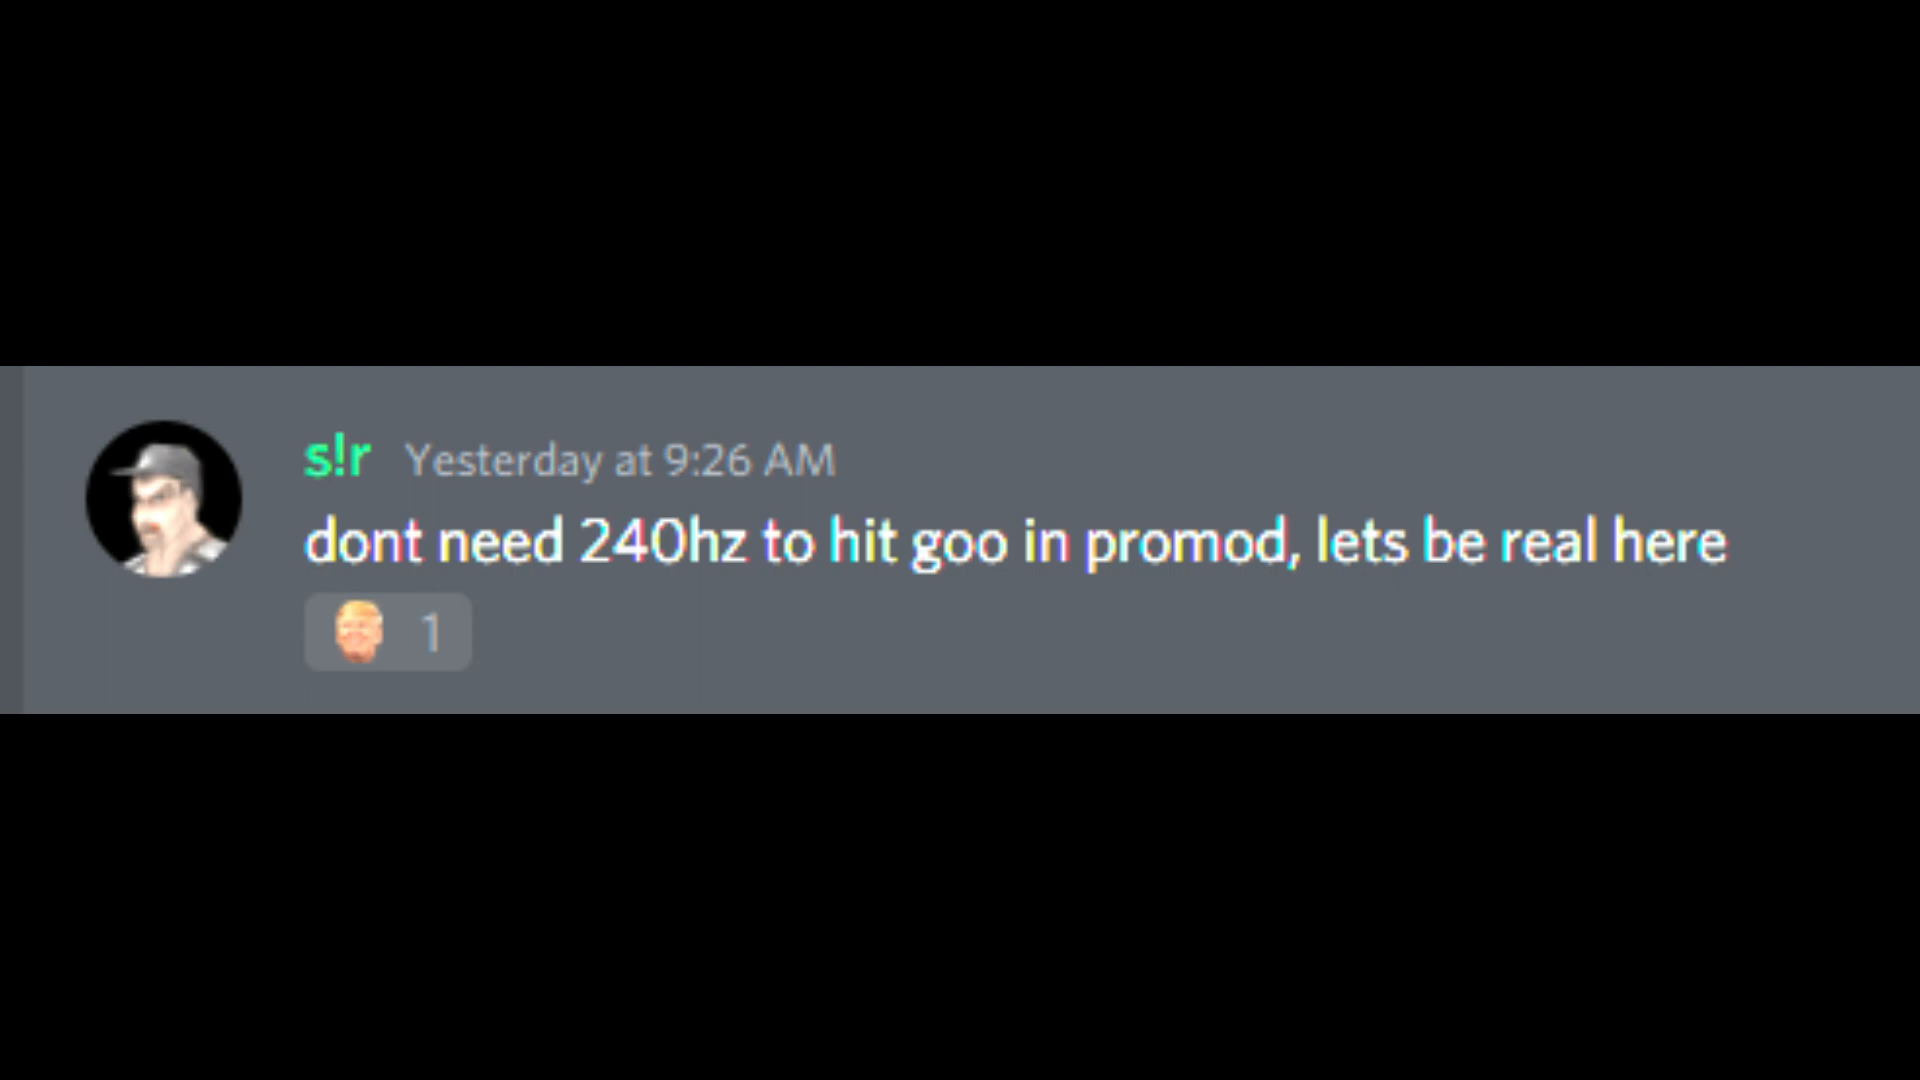 s!r Yesterday at 9:26 AM
dont need 240hz to hit goo in promod, lets be real here
1